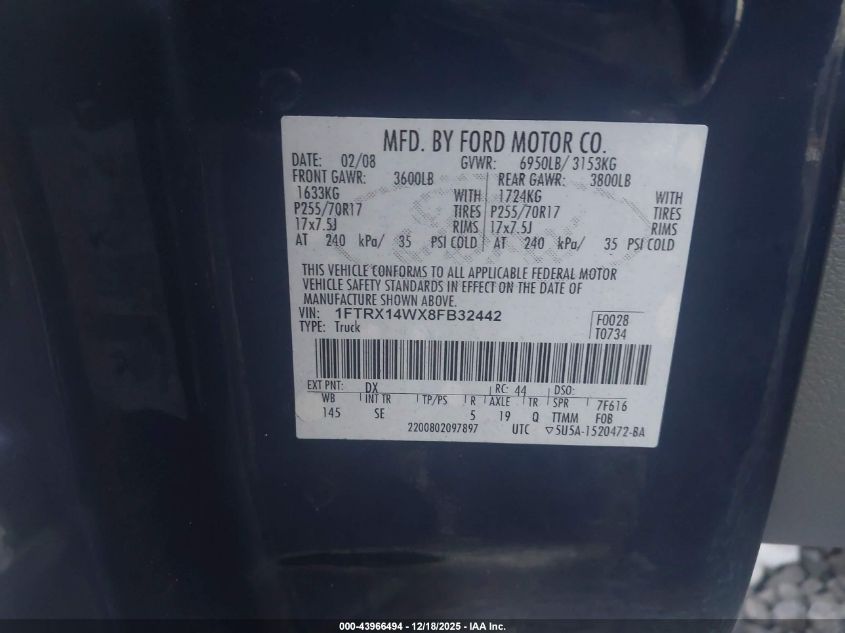 MFD. BY FORD MOTOR CO.
DATE: 02/08 GVWR: 6950LB/ 3153KG
FRONT GAWR: 3600LB REAR GAWR: 3800LB
1633KG WITH 1724KG WITH
P255/70R17 TIRES P255/70R17 TIRES
17x7.5J RIMS 17x7.5J RIMS
AT 240 kPa/ 35 PSI COLD AT 240 kPa/ 35 PSI COLD
THIS VEHICLE CONFORMS TO ALL APPLICABLE FEDERAL MOTOR
VEHICLE SAFETY STANDARDS IN EFFECT ON THE DATE OF
MANUFACTURE SHOWN ABOVE.
VIN: 1FTRX14WX8FB32442 F0028
TYPE: Truck T0734
EXT PNT: DX RC: 44 DSO:
WB INT TR TP/PS R AXLE TR SPR 7F616
145 SE 5 19 Q TTMM FOB
2200802097897 UTC ▽5U5A-1520472-BA
000-43966494 - 12/18/2025 - IAA Inc.